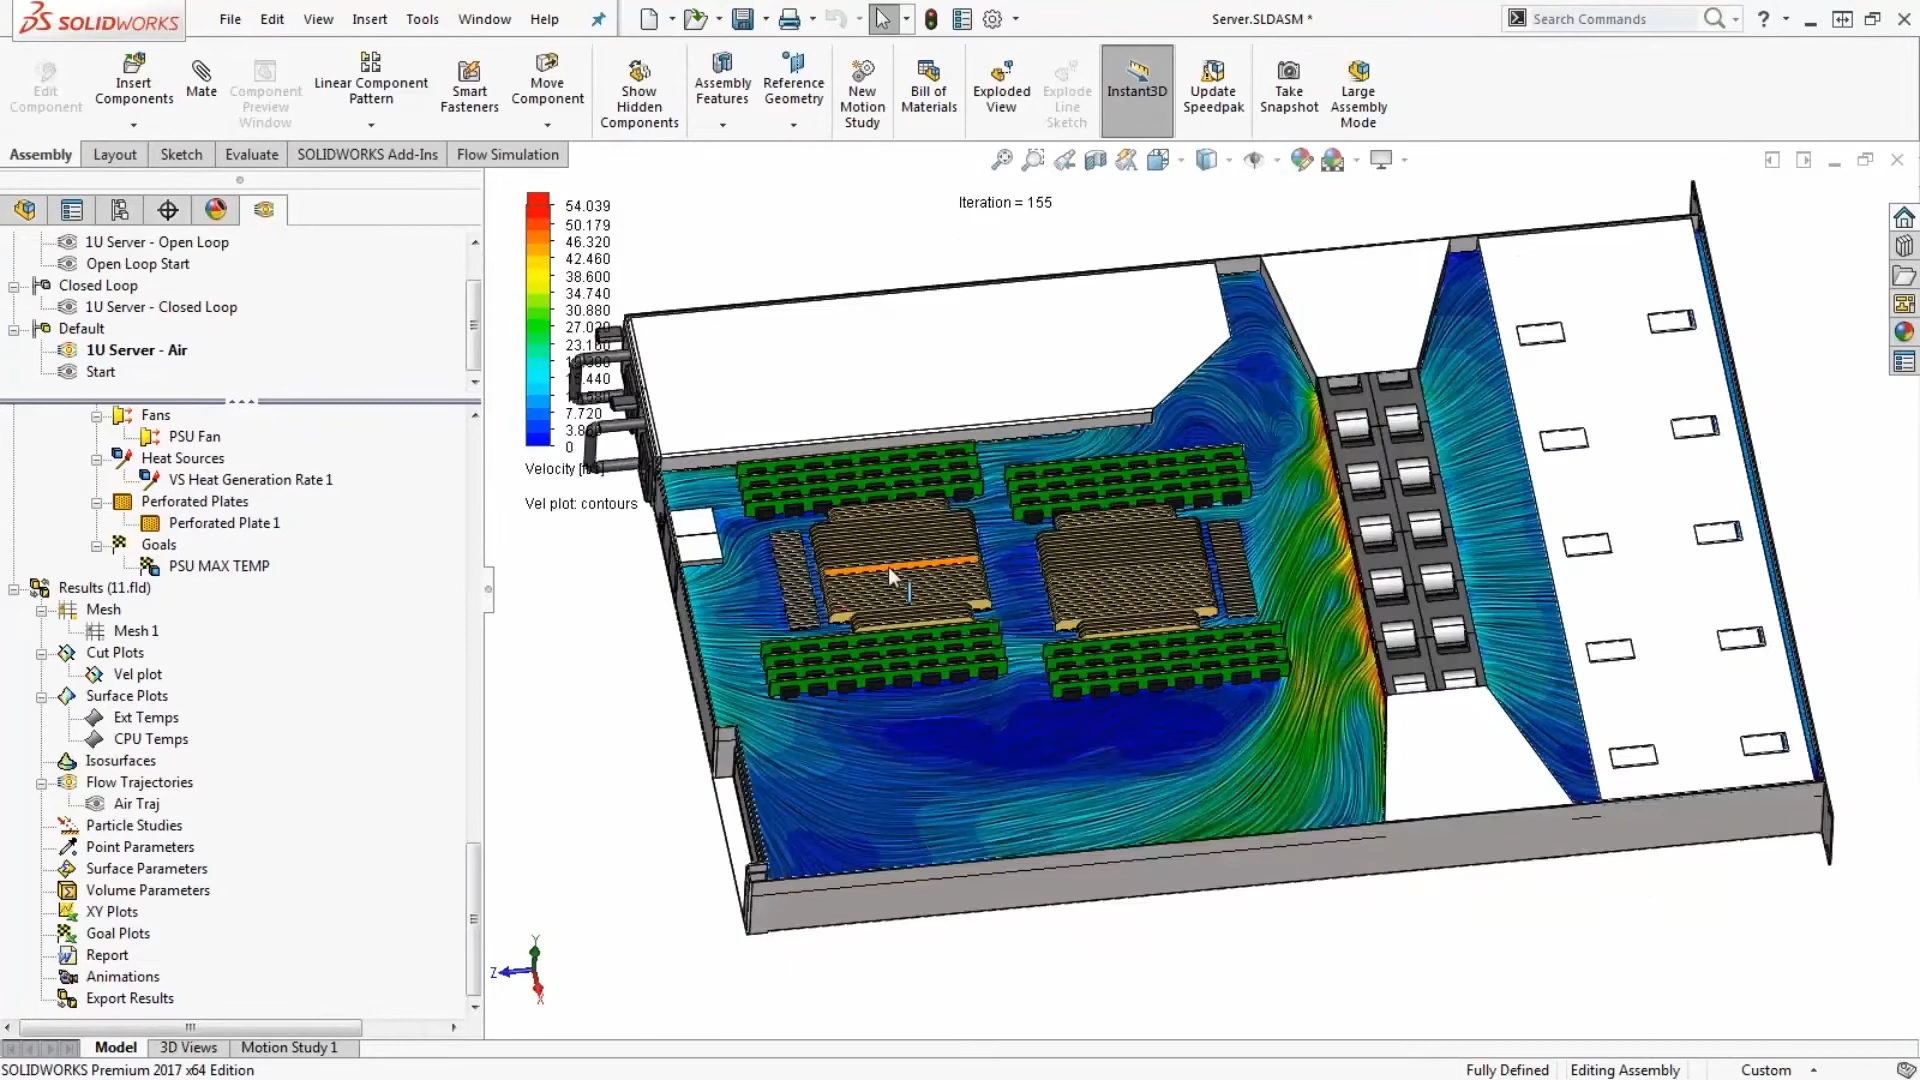 SOLIDWORKS
File Edit View Insert Tools Window Help
Server.SLDASM *
Search Commands
Edit Component
Insert Components
Mate
Component Preview Window
Linear Component Pattern
Smart Fasteners
Move Component
Show Hidden Components
Assembly Features
Reference Geometry
New Motion Study
Bill of Materials
Exploded View
Explode Line Sketch
Instant3D
Update Speedpak
Take Snapshot
Large Assembly Mode
Assembly Layout Sketch Evaluate SOLIDWORKS Add-Ins Flow Simulation
1U Server - Open Loop
Open Loop Start
Closed Loop
1U Server - Closed Loop
Default
1U Server - Air
Start
Fans
PSU Fan
Heat Sources
VS Heat Generation Rate 1
Perforated Plates
Perforated Plate 1
Goals
PSU MAX TEMP
Results (11.fld)
Mesh
Mesh 1
Cut Plots
Vel plot
Surface Plots
Ext Temps
CPU Temps
Isosurfaces
Flow Trajectories
Air Traj
Particle Studies
Point Parameters
Surface Parameters
Volume Parameters
XY Plots
Goal Plots
Report
Animations
Export Results
54.039
50.179
46.320
42.460
38.600
34.740
30.880
27.020
23.160
7.720
0
Velocity
Vel plot: contours
Iteration = 155
Y
Z
X
Model 3D Views Motion Study 1
SOLIDWORKS Premium 2017 x64 Edition
Fully Defined Editing Assembly Custom